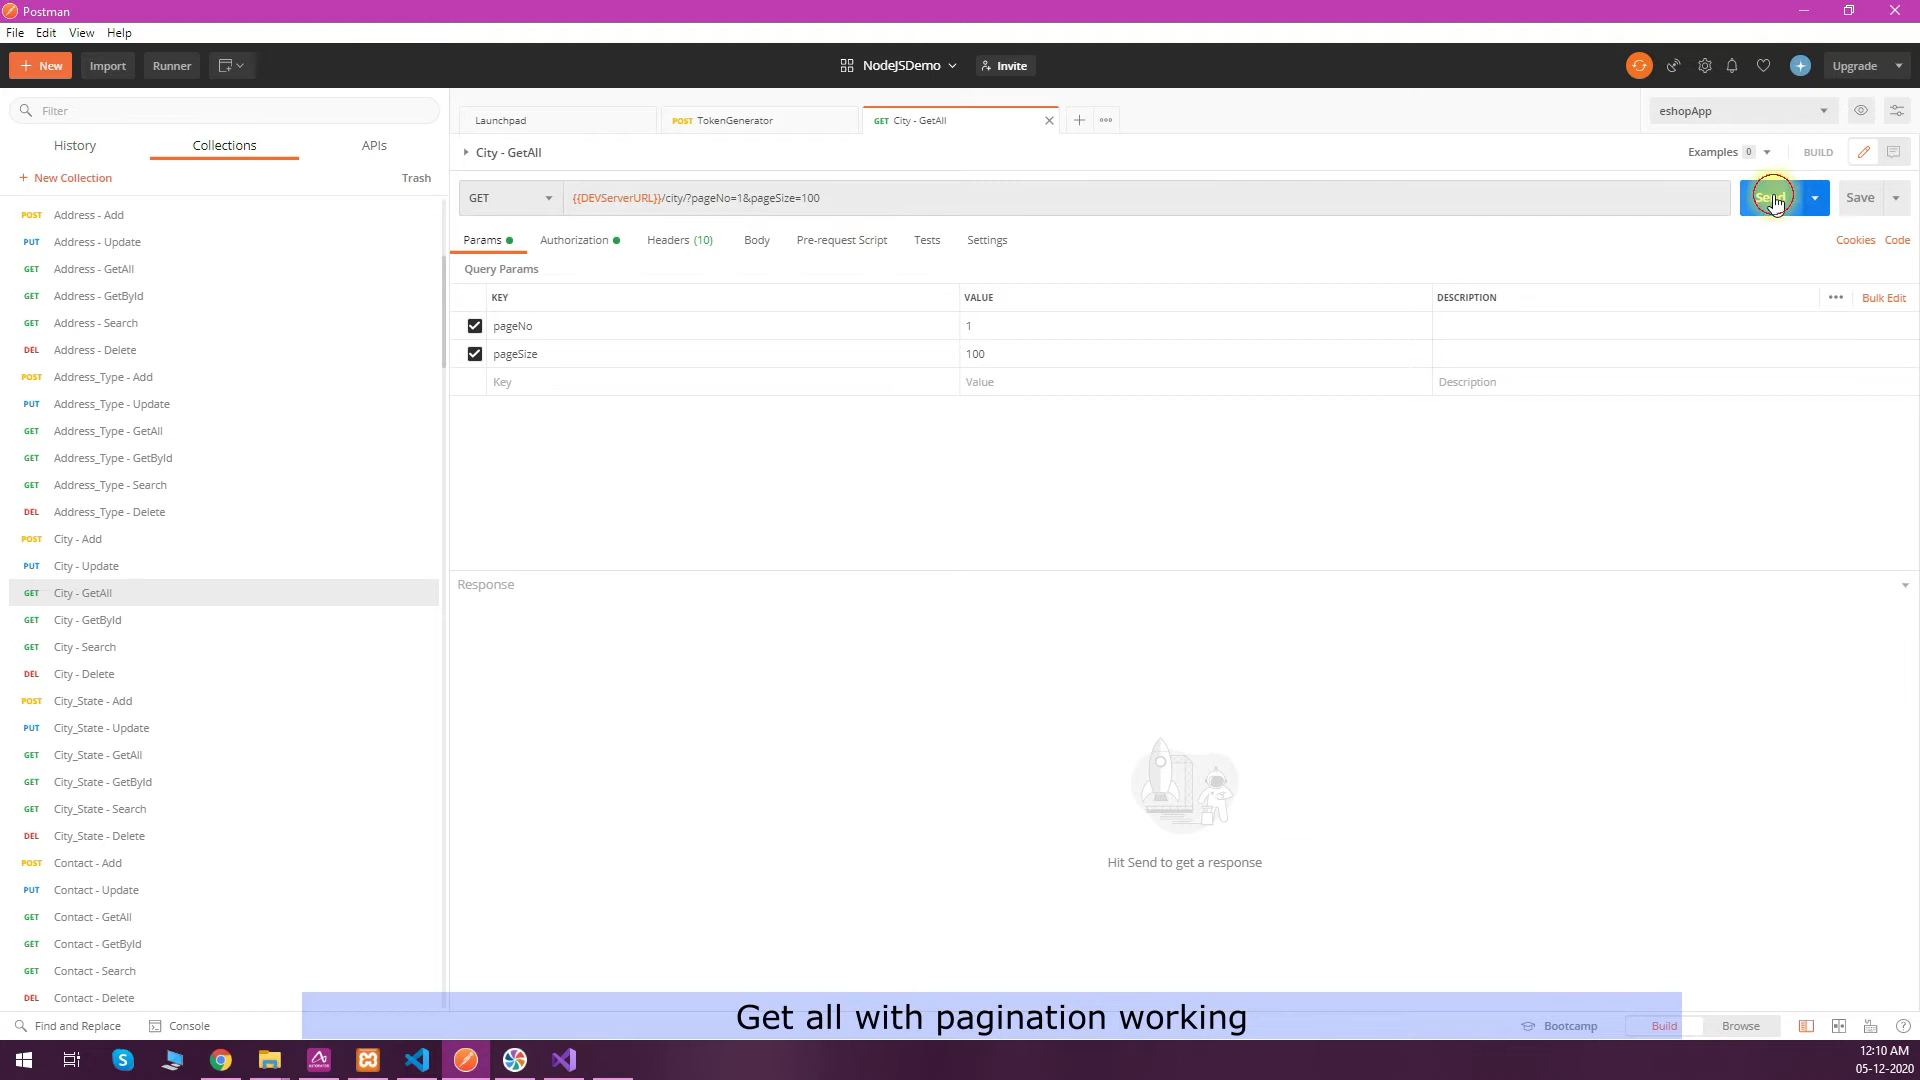 Postman
File Edit View Help
New Import Runner NodeJSDemo Invite Upgrade
Filter
History Collections APIs
New Collection Trash
POST Address - Add
PUT Address - Update
GET Address - GetAll
GET Address - GetById
GET Address - Search
DEL Address - Delete
POST Address_Type - Add
PUT Address_Type - Update
GET Address_Type - GetAll
GET Address_Type - GetById
GET Address_Type - Search
DEL Address_Type - Delete
POST City - Add
PUT City - Update
GET City - GetAll
GET City - GetById
GET City - Search
DEL City - Delete
POST City_State - Add
PUT City_State - Update
GET City_State - GetAll
GET City_State - GetById
GET City_State - Search
DEL City_State - Delete
POST Contact - Add
PUT Contact - Update
GET Contact - GetAll
GET Contact - GetById
GET Contact - Search
DEL Contact - Delete
Launchpad POST TokenGenerator GET City - GetAll eshopApp
City - GetAll Examples 0 BUILD
GET {{DEVServerURL}}/city/?pageNo=1&pageSize=100 Send Save
Params Authorization Headers (10) Body Pre-request Script Tests Settings Cookies Code
Query Params
KEY VALUE DESCRIPTION Bulk Edit
pageNo 1
pageSize 100
Key Value Description
Response
Hit Send to get a response
Get all with pagination working
Find and Replace Console Bootcamp Build Browse
12:10 AM
05-12-2020